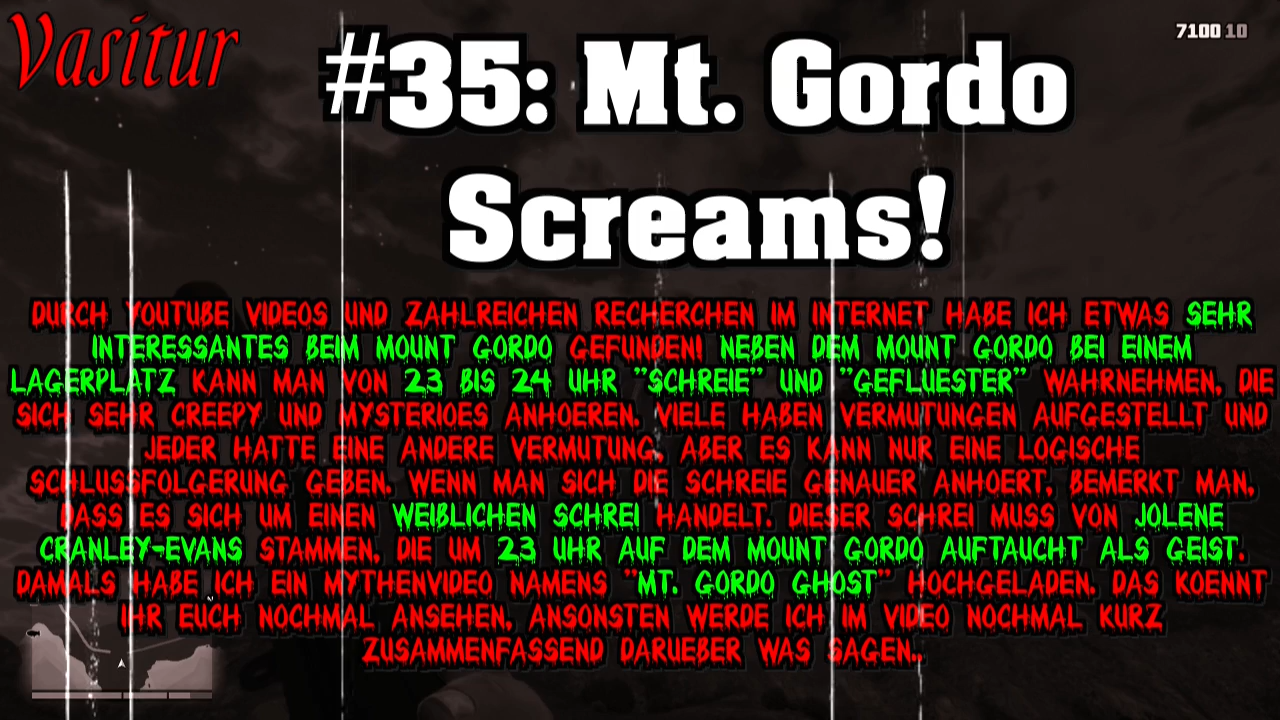 Vasitur
7100 10
#35: Mt. Gordo
Screams!
DURCH YOUTUBE VIDEOS UND ZAHLREICHEN RECHERCHEN IM INTERNET HABE ICH ETWAS SEHR
INTERESSANTES BEIM MOUNT GORDO GEFUNDEN! NEBEN DEM MOUNT GORDO BEI EINEM
LAGERPLATZ KANN MAN VON 23 BIS 24 UHR "SCHREIE" UND "GEFLUESTER" WAHRNEHMEN, DIE
SICH SEHR CREEPY UND MYSTERIOES ANHOEREN. VIELE HABEN VERMUTUNGEN AUFGESTELLT UND
JEDER HATTE EINE ANDERE VERMUTUNG, ABER ES KANN NUR EINE LOGISCHE
SCHLUSSFOLGERUNG GEBEN. WENN MAN SICH DIE SCHREIE GENAUER ANHOERT, BEMERKT MAN,
DASS ES SICH UM EINEN WEIBLICHEN SCHREI HANDELT. DIESER SCHREI MUSS VON JOLENE
CRANLEY-EVANS STAMMEN, DIE UM 23 UHR AUF DEM MOUNT GORDO AUFTAUCHT ALS GEIST.
DAMALS HABE ICH EIN MYTHENVIDEO NAMENS "MT. GORDO GHOST" HOCHGELADEN. DAS KOENNT
IHR EUCH NOCHMAL ANSEHEN, ANSONSTEN WERDE ICH IM VIDEO NOCHMAL KURZ
ZUSAMMENFASSEND DARUEBER WAS SAGEN..